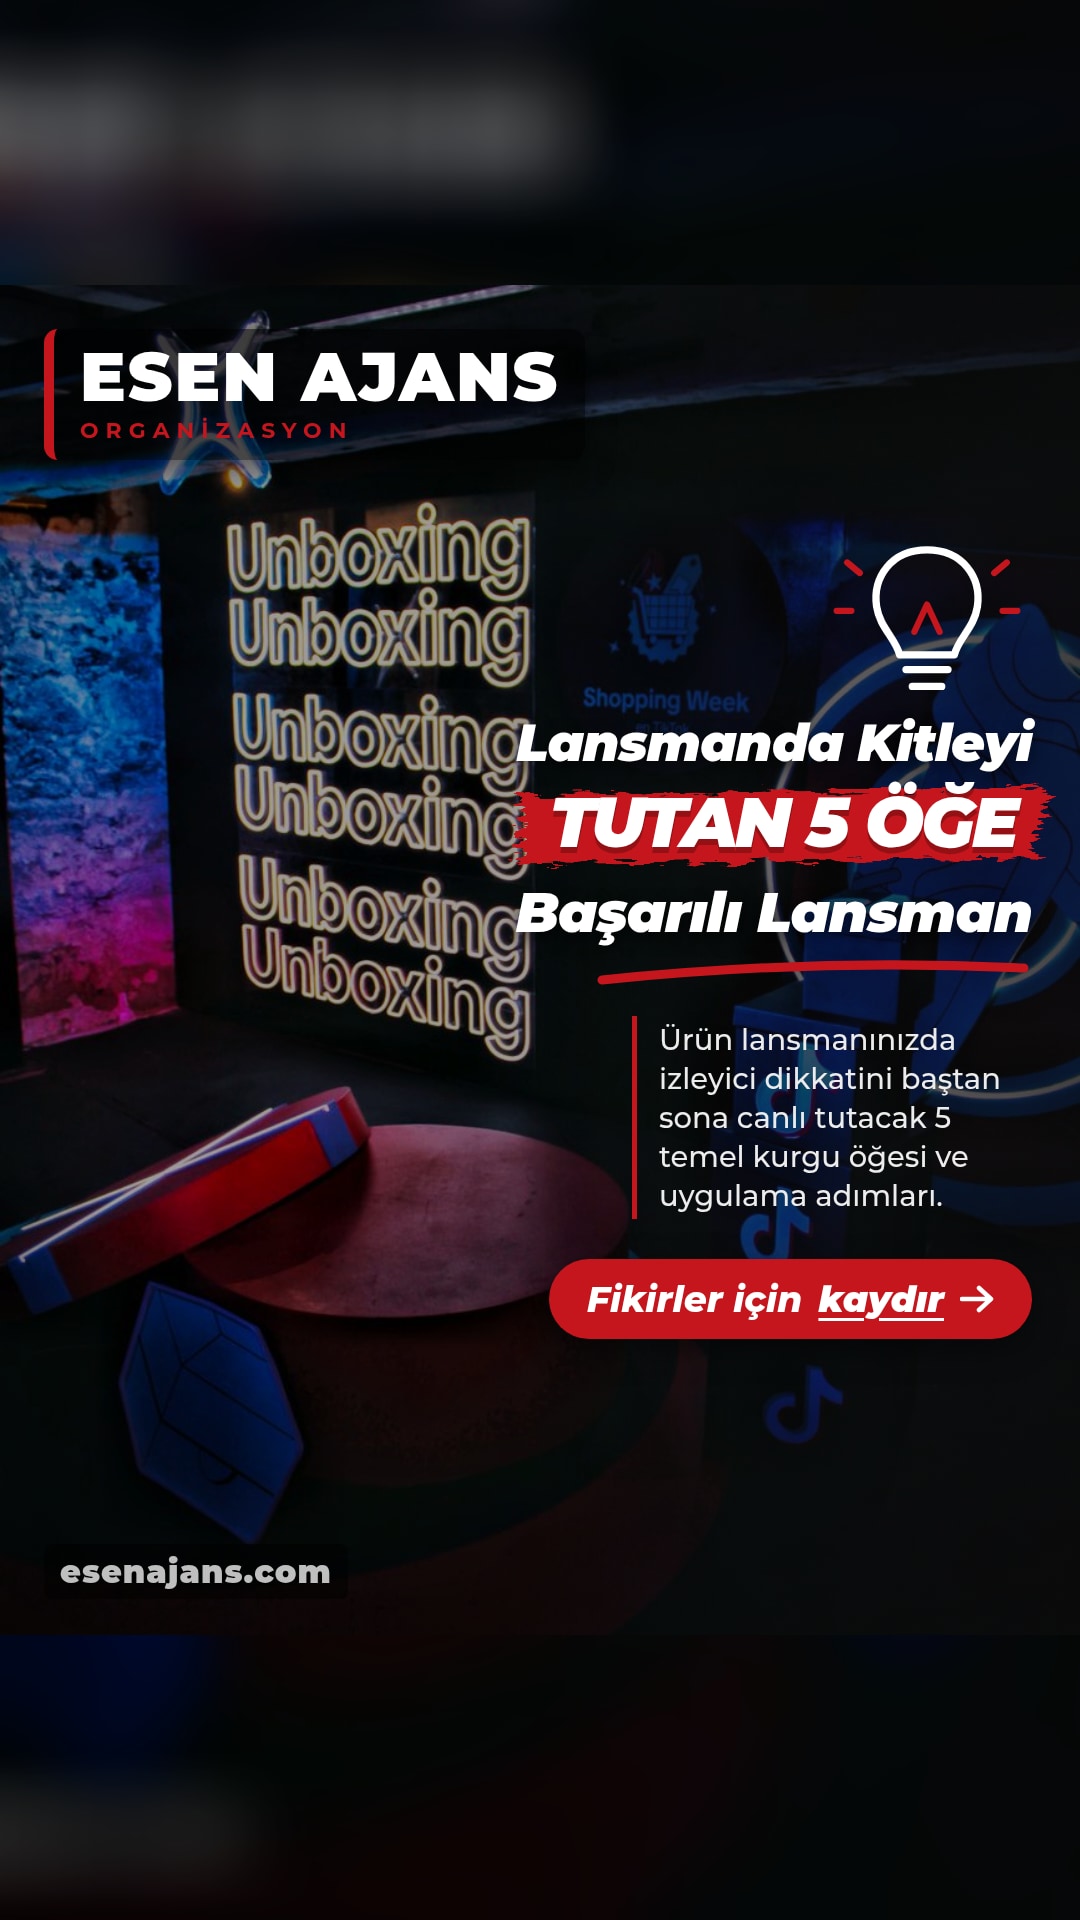 ESEN AJANS
ORGANİZASYON
Unboxing
Unboxing
Unboxing
Unboxing
Unboxing
Unboxing
Shopping Week
Lansmanda Kitleyi
TUTAN 5 ÖĞE
Başarılı Lansman
Ürün lansmanınızda
izleyici dikkatini baştan
sona canlı tutacak 5
temel kurgu öğesi ve
uygulama adımları.
Fikirler için kaydır →
esenajans.com